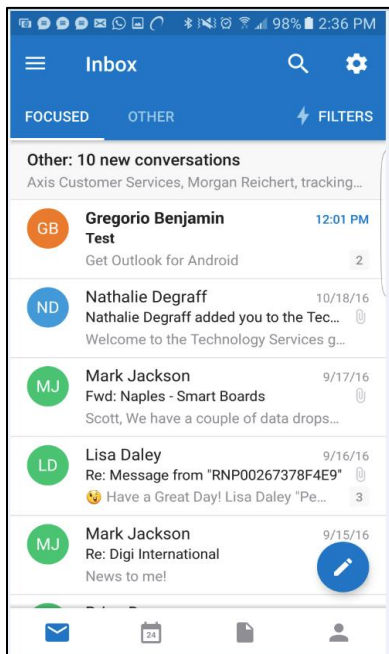 98% 2:36 PM
Inbox
FOCUSED OTHER FILTERS
Other: 10 new conversations
Axis Customer Services, Morgan Reichert, tracking...
GB Gregorio Benjamin 12:01 PM
Test
Get Outlook for Android 2
ND Nathalie Degraff 10/18/16
Nathalie Degraff added you to the Tec...
Welcome to the Technology Services g...
MJ Mark Jackson 9/17/16
Fwd: Naples - Smart Boards
Scott, We have a couple of data drops...
LD Lisa Daley 9/16/16
Re: Message from "RNP00267378F4E9"
😉 Have a Great Day! Lisa Daley "Pe... 3
MJ Mark Jackson 9/15/16
Re: Digi International
News to me!
24